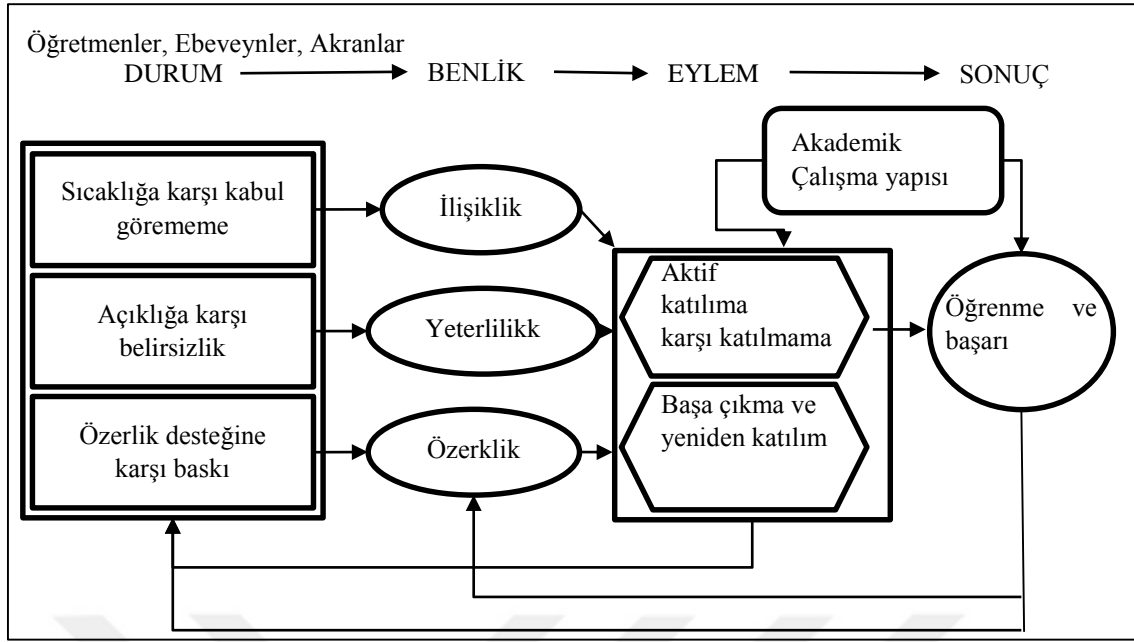 Öğretmenler, Ebeveynler, Akranlar
DURUM BENLİK EYLEM SONUÇ
Akademik
Çalışma yapısı
Sıcaklığa karşı kabul
görememe
İlişiklik
Aktif
katılıma
karşı katılmama
Açıklığa karşı
belirsizlik
Yeterlilikk
Öğrenme ve
başarı
Başa çıkma ve
yeniden katılım
Özerlik desteğine
karşı baskı
Özerklik